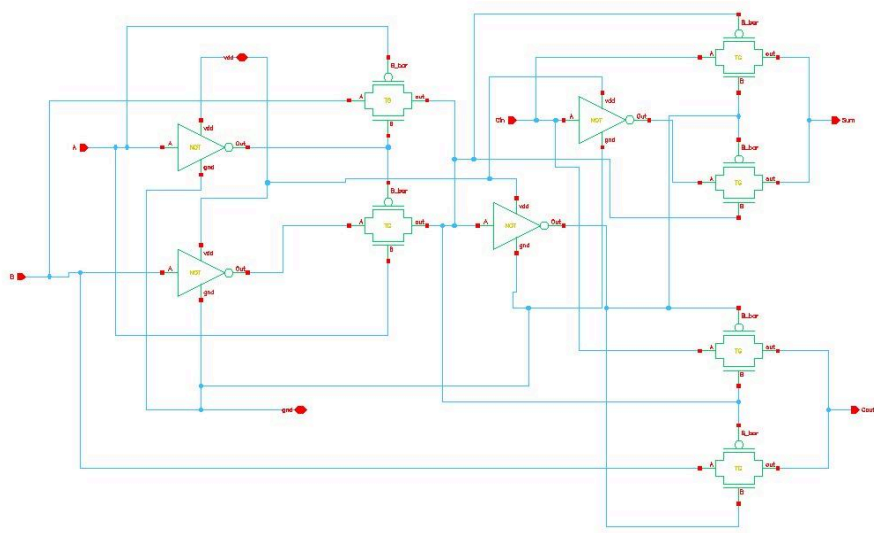 B_bar
A TG out
B
B_bar
A TG out
B
vdd
vdd
A
A NOT Out
gnd
B_bar
A TG out
B
vdd
A NOT Out
gnd
B
Cin
vdd
A NOT Out
gnd
B_bar
A TG out
B
Sum
vdd
A NOT Out
gnd
B_bar
A TG out
B
gnd
Cout
B_bar
A TG out
B